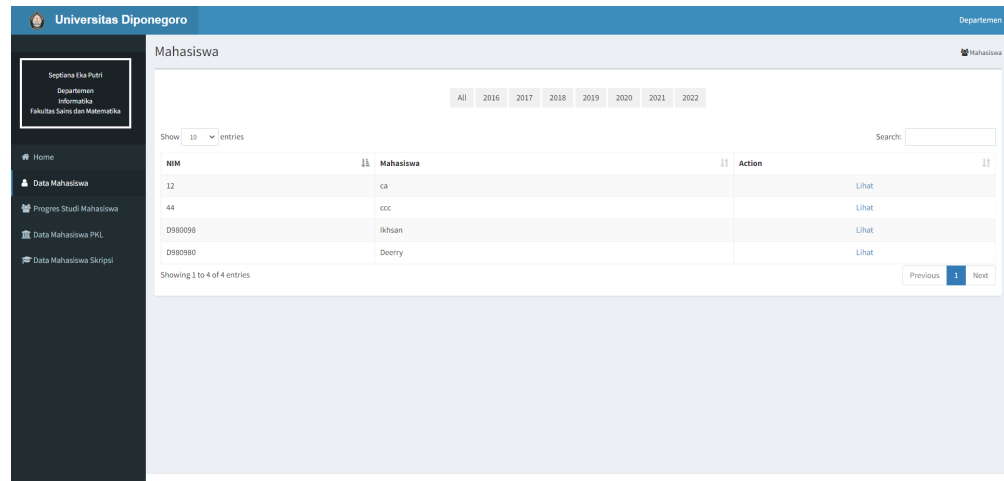 Universitas Diponegoro
Departemen
Septiana Eka Putri
Departemen
Informatika
Fakultas Sains dan Matematika
Home
Data Mahasiswa
Progres Studi Mahasiswa
Data Mahasiswa PKL
Data Mahasiswa Skripsi
Mahasiswa
Mahasiswa
All 2016 2017 2018 2019 2020 2021 2022
Show 10 entries Search:
NIM Mahasiswa Action
12 ca Lihat
44 ccc Lihat
D980098 Ikhsan Lihat
D980980 Deerry Lihat
Showing 1 to 4 of 4 entries Previous 1 Next